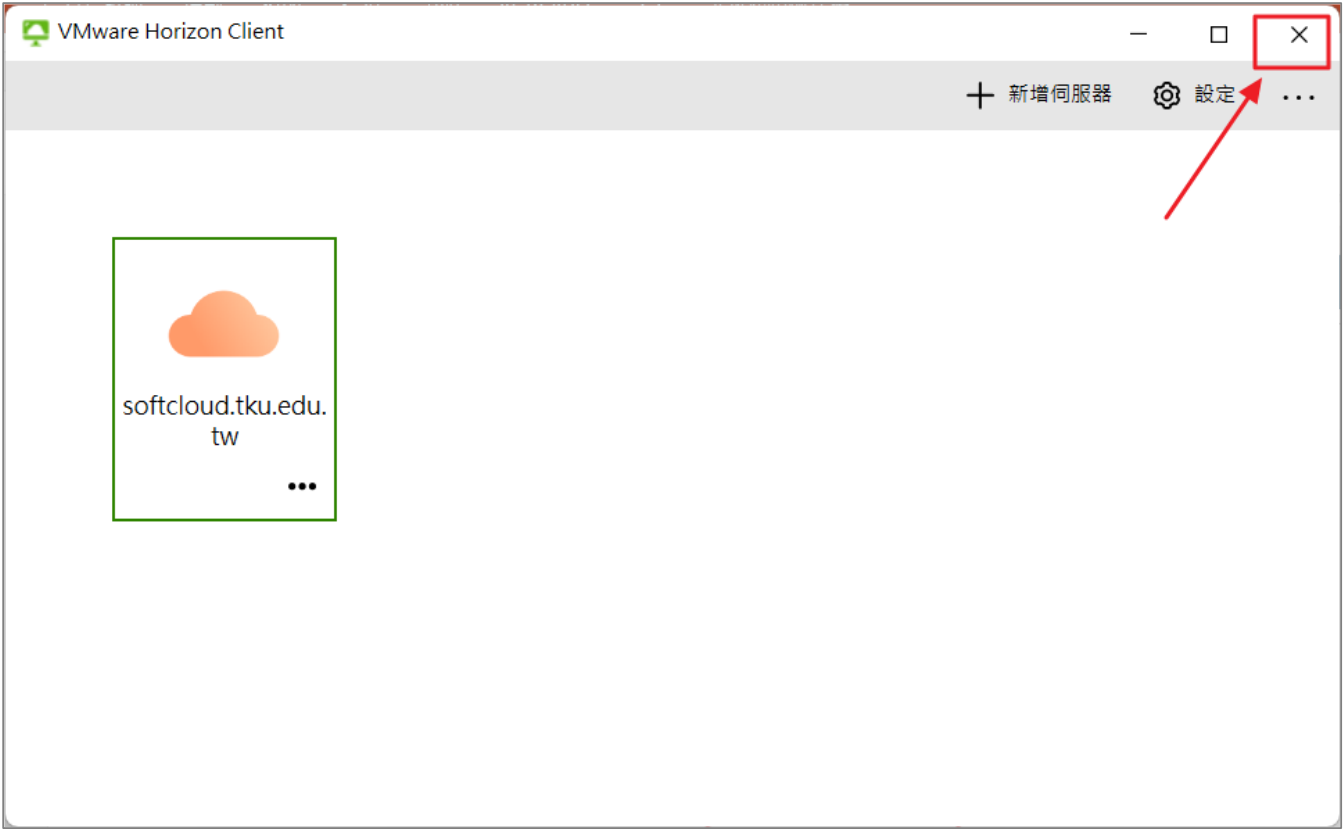 VMware Horizon Client
新增伺服器 設定
softcloud.tku.edu.
tw